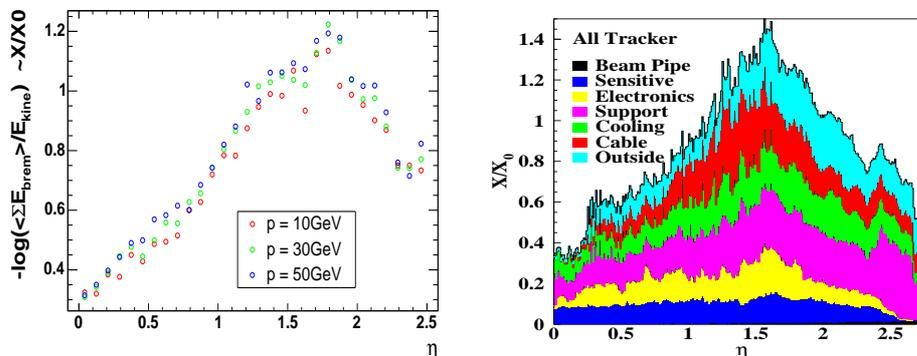 -log(<ΣE_brem>/E_kine) ~X/X0
1.2
1
0.8
0.6
0.4
p = 10GeV
p = 30GeV
p = 50GeV
0 0.5 1 1.5 2 2.5
η
X/X₀
1.4
1.2
1
0.8
0.6
0.4
0.2
0
All Tracker
Beam Pipe
Sensitive
Electronics
Support
Cooling
Cable
Outside
0 0.5 1 1.5 2 2.5
η